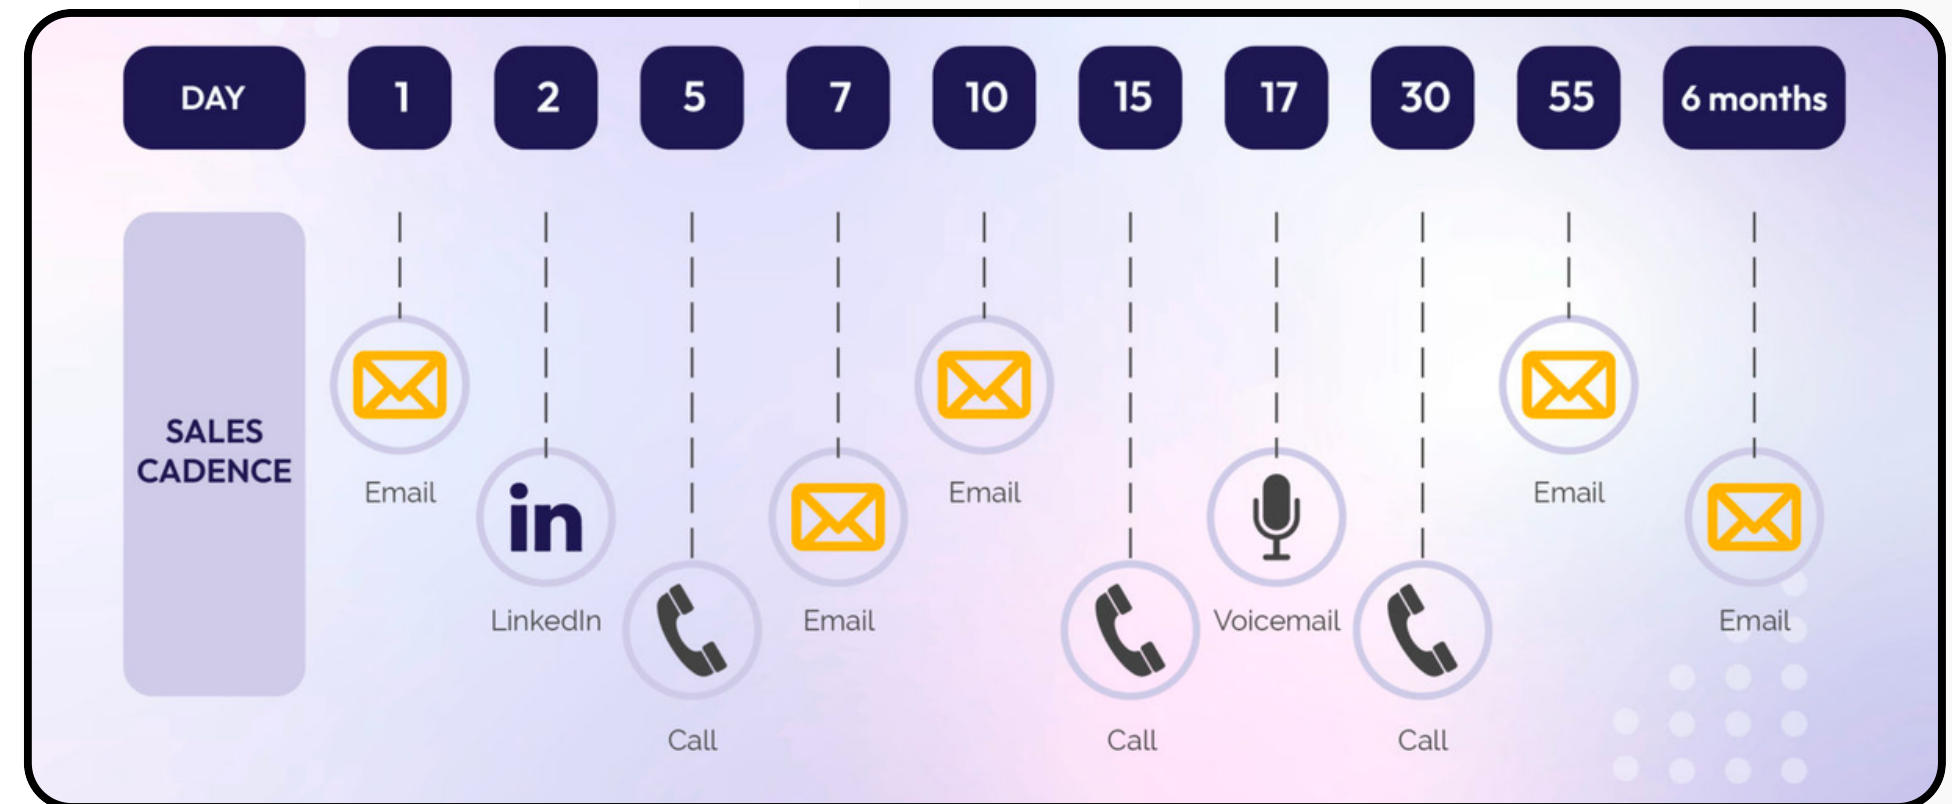 DAY
1
2
5
7
10
15
17
30
55
6 months
SALES
CADENCE
Email
in
LinkedIn
Call
Email
Email
Call
Voicemail
Call
Email
Email